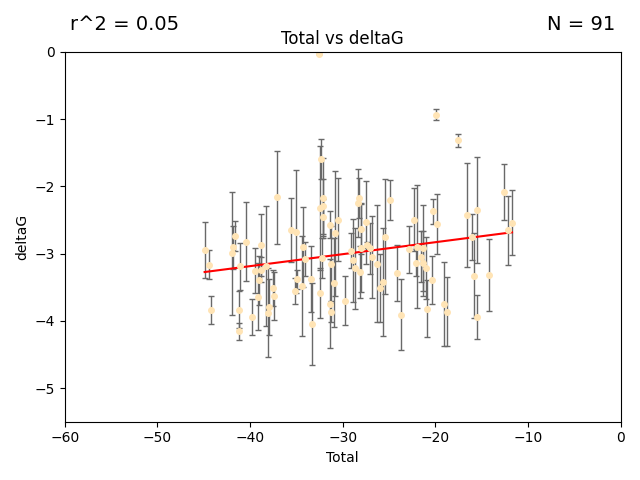 r^2 = 0.05
N = 91
Total vs deltaG
0
−1
−2
−3
−4
−5
deltaG
−60 −50 −40 −30 −20 −10 0
Total